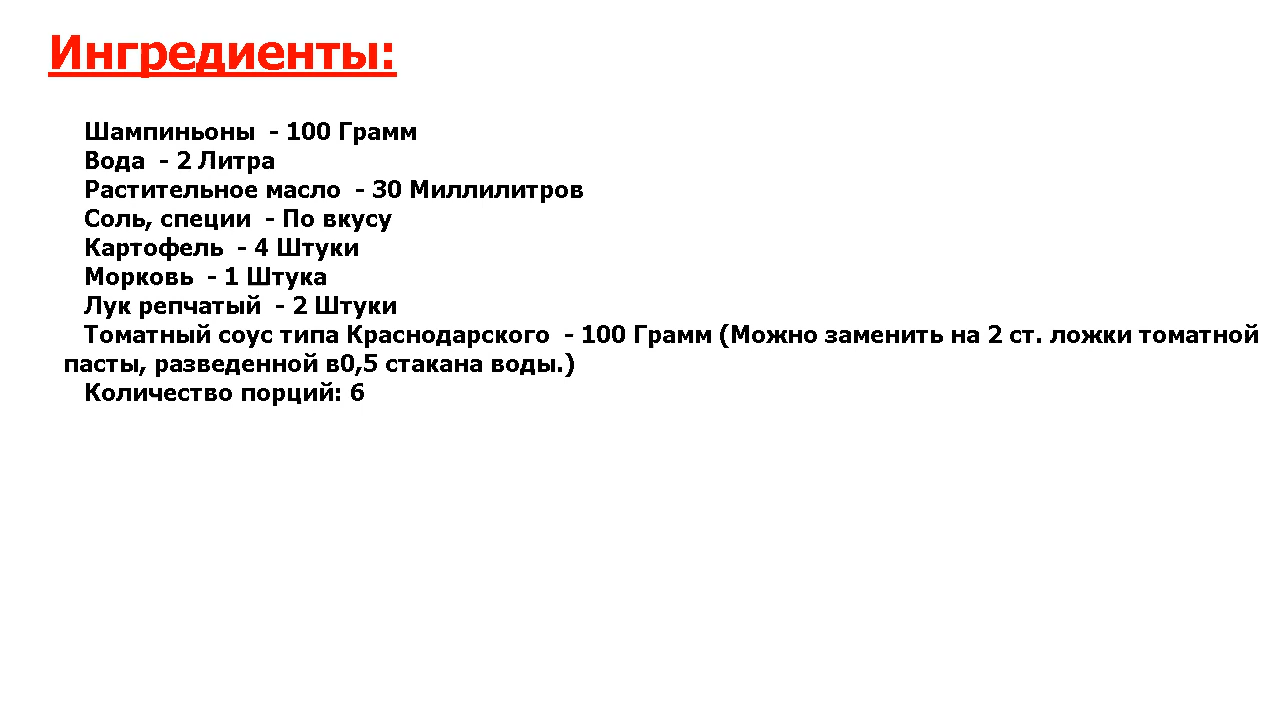 Ингредиенты:
Шампиньоны - 100 Грамм
Вода - 2 Литра
Растительное масло - 30 Миллилитров
Соль, специи - По вкусу
Картофель - 4 Штуки
Морковь - 1 Штука
Лук репчатый - 2 Штуки
Томатный соус типа Краснодарского - 100 Грамм (Можно заменить на 2 ст. ложки томатной
пасты, разведенной в0,5 стакана воды.)
Количество порций: 6